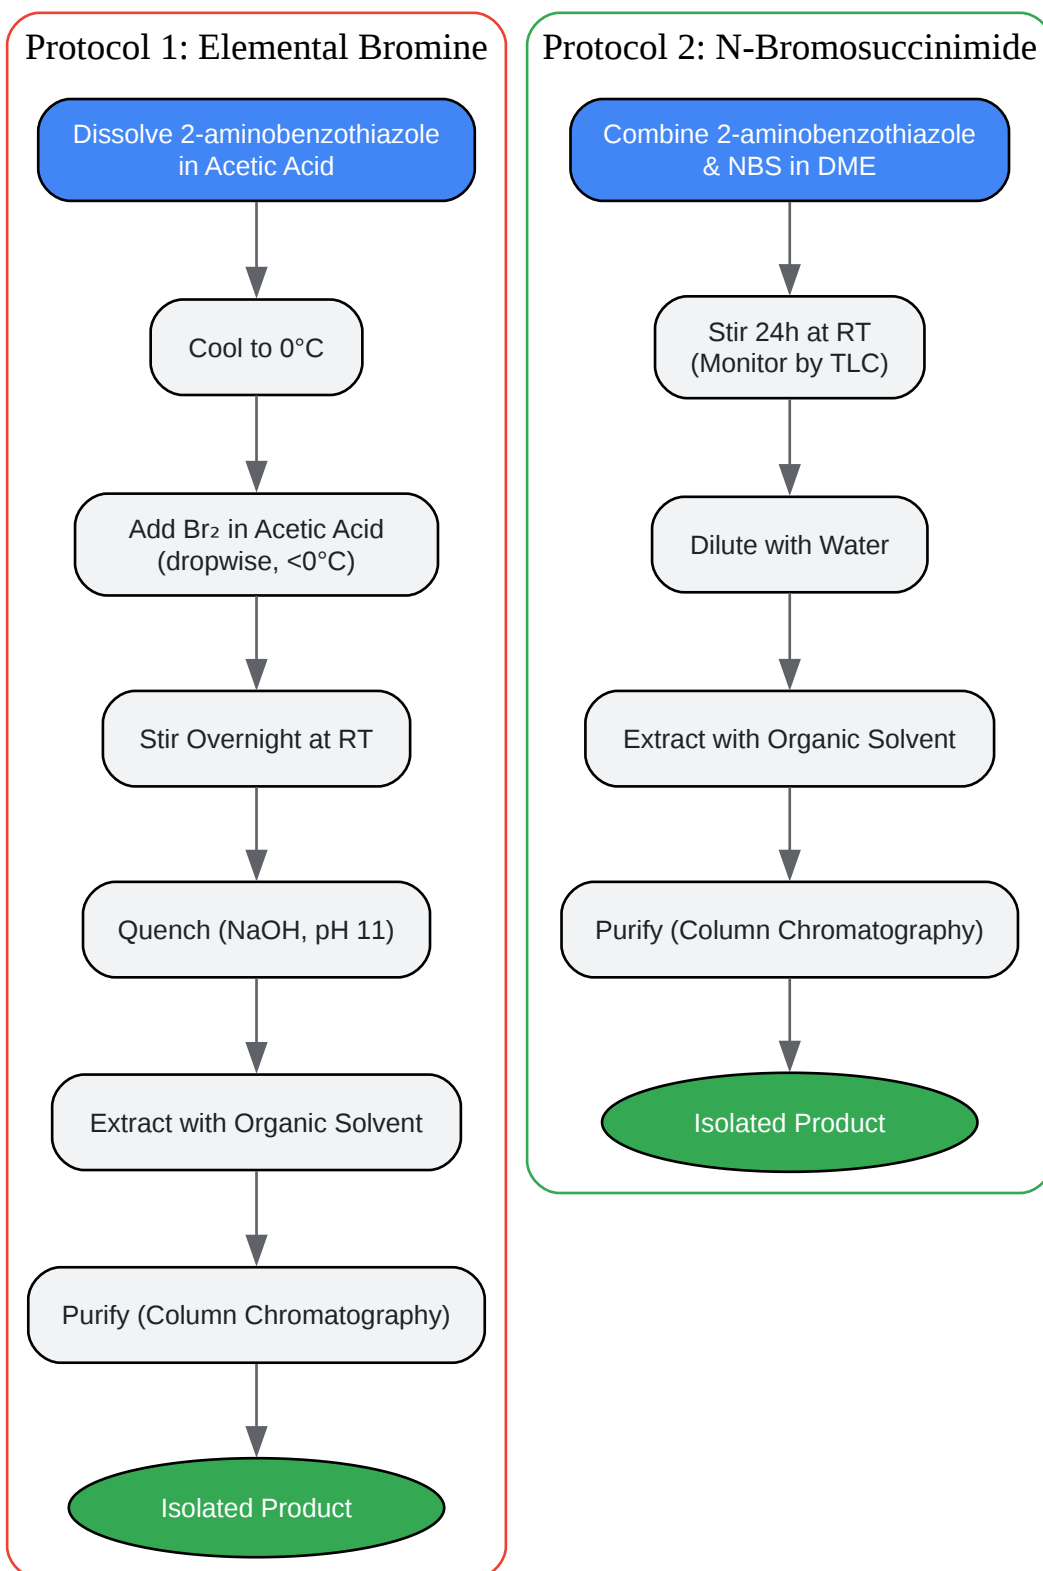 Protocol 1: Elemental Bromine
Dissolve 2-aminobenzothiazole
in Acetic Acid
Cool to 0°C
Add Br₂ in Acetic Acid
(dropwise, <0°C)
Stir Overnight at RT
Quench (NaOH, pH 11)
Extract with Organic Solvent
Purify (Column Chromatography)
Isolated Product
Protocol 2: N-Bromosuccinimide
Combine 2-aminobenzothiazole
& NBS in DME
Stir 24h at RT
(Monitor by TLC)
Dilute with Water
Extract with Organic Solvent
Purify (Column Chromatography)
Isolated Product